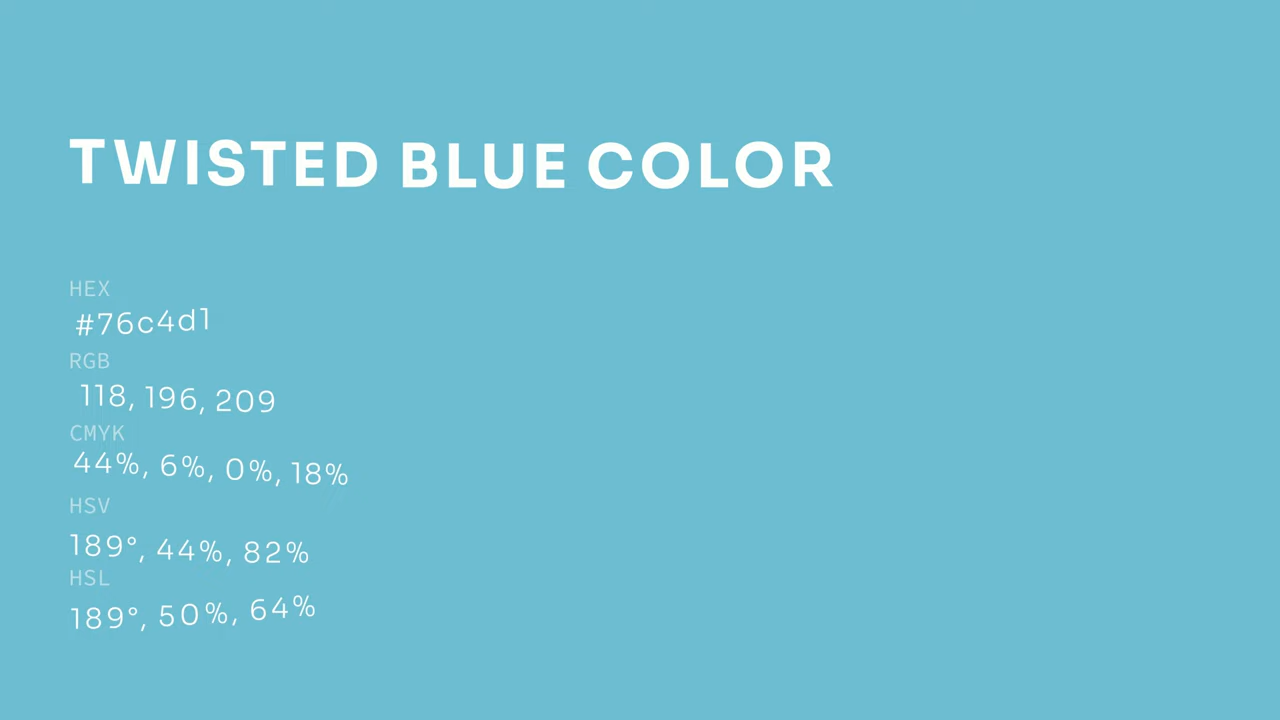 TWISTED BLUE COLOR
HEX
#76c4d1
RGB
118, 196, 209
CMYK
44%, 6%, 0%, 18%
HSV
189°, 44%, 82%
HSL
189°, 50%, 64%